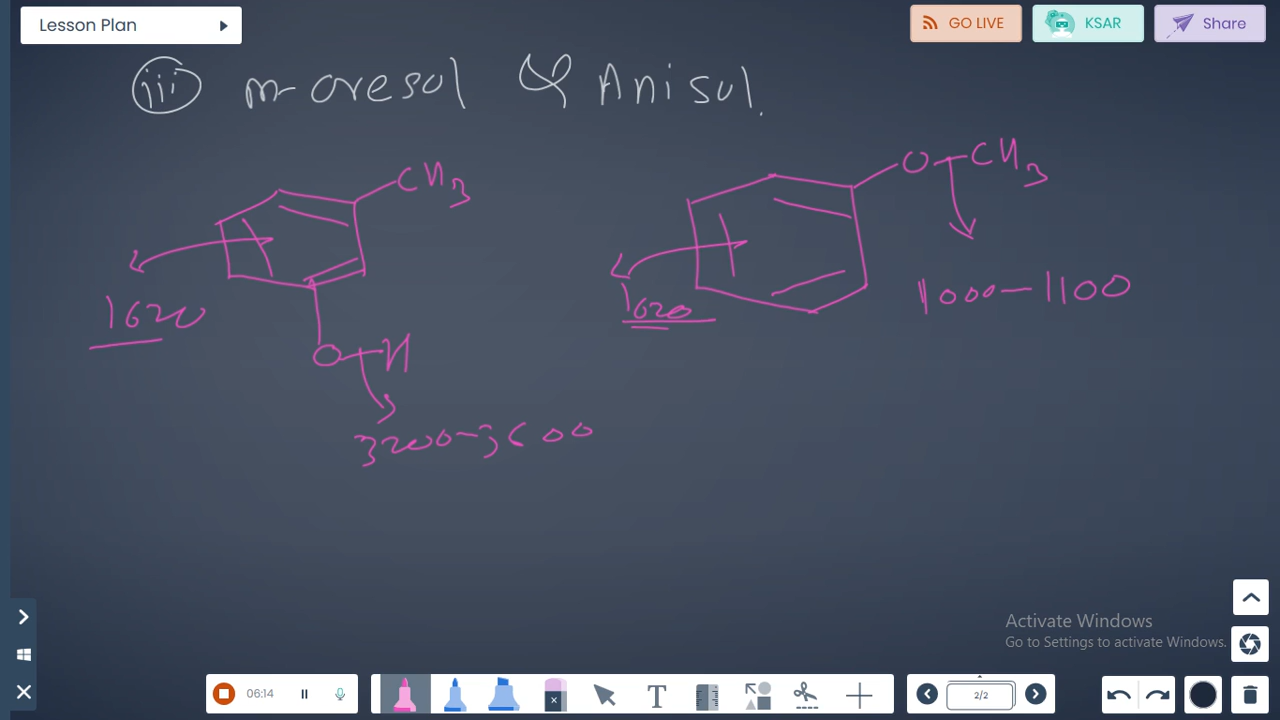 Lesson Plan
GO LIVE
KSAR
Share
(iii) m-cresol & Anisol.
CH3
O-CH3
1620
1620
1000-1100
O-H
3200-3600
Activate Windows
Go to Settings to activate Windows.
06:14
T
2/2